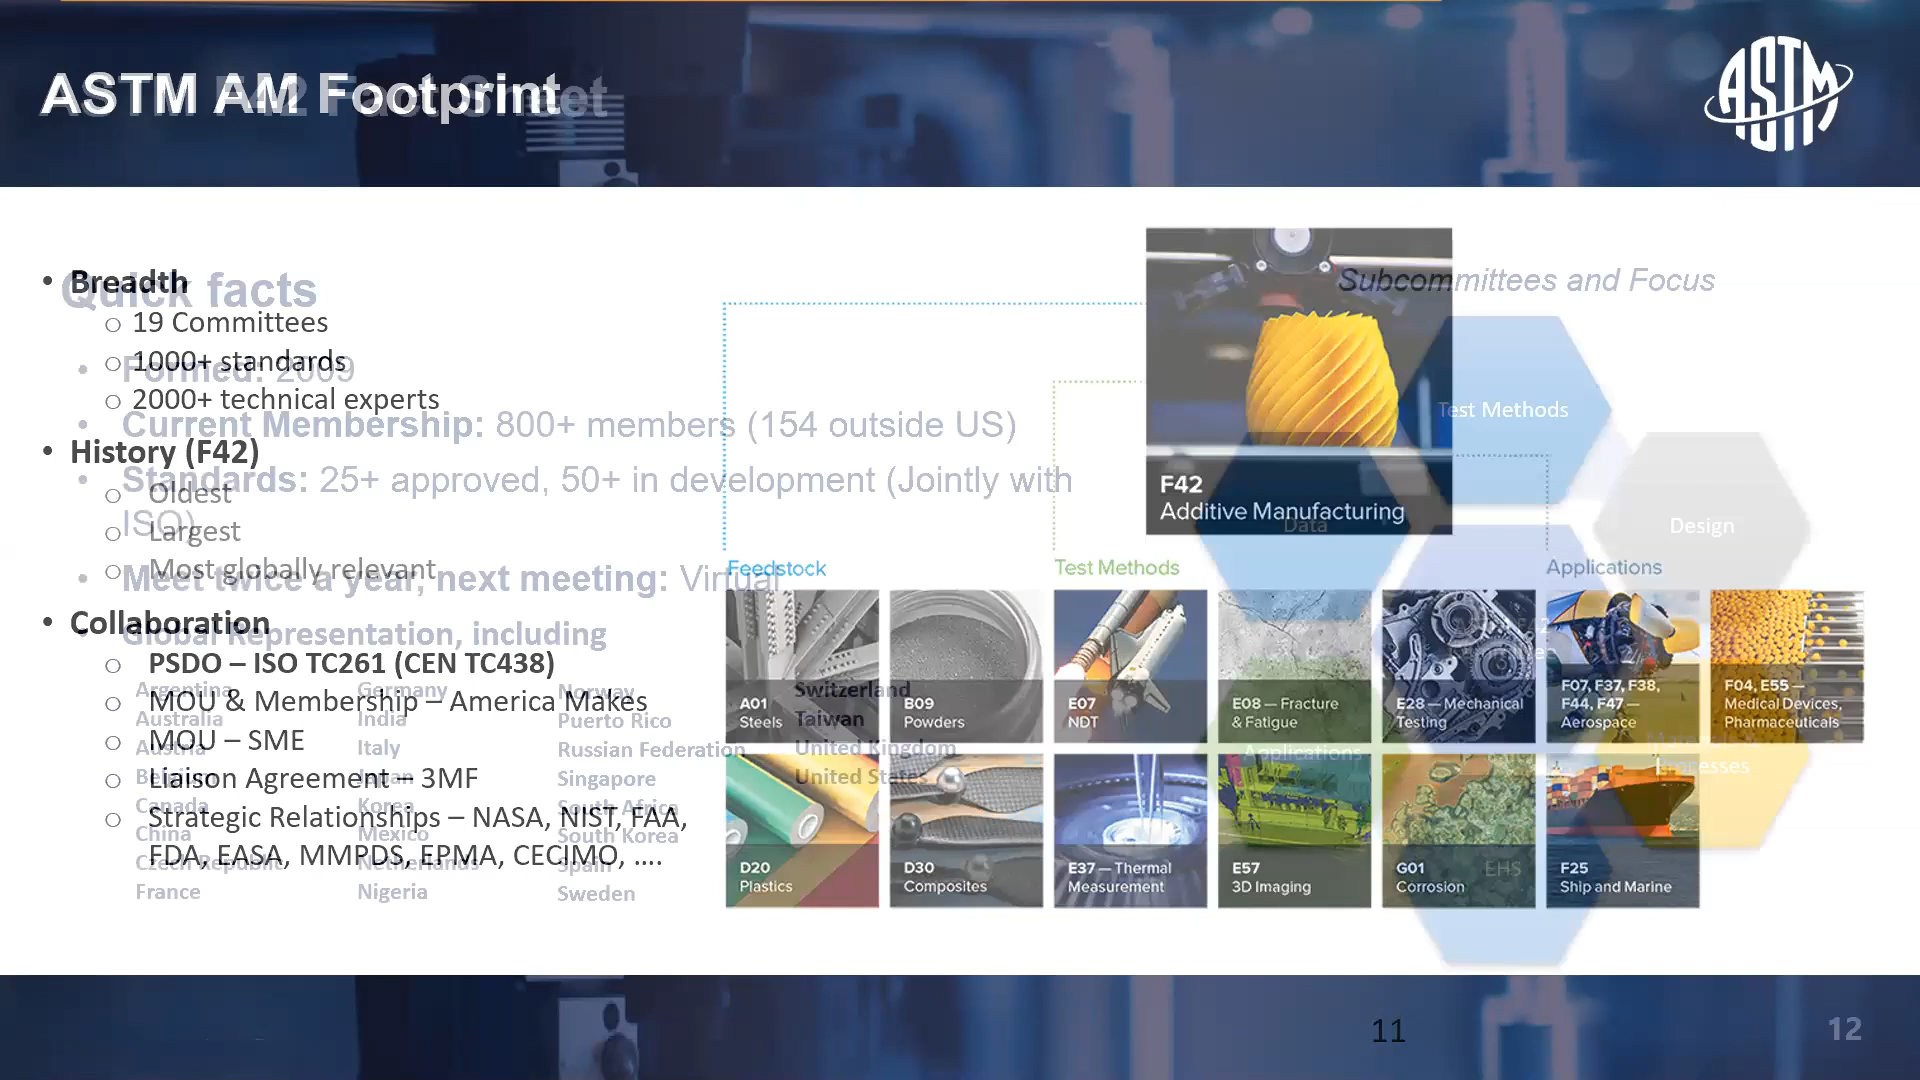 ASTM AM Footprint
F42 Fact Sheet
ASTM
• Breadth
o 19 Committees
o 1000+ standards
o 2000+ technical experts
• History (F42)
o Oldest
o Largest
o Most globally relevant
• Collaboration
o PSDO – ISO TC261 (CEN TC438)
o MOU & Membership – America Makes
o MOU – SME
o Liaison Agreement – 3MF
o Strategic Relationships – NASA, NIST, FAA,
FDA, EASA, MMPDS, EPMA, CECIMO, ....
Quick facts
• Formed: 2009
• Current Membership: 800+ members (154 outside US)
• Standards: 25+ approved, 50+ in development (Jointly with
ISO)
• Meet twice a year, next meeting: Virtual
• Global Representation, including
Argentina
Australia
Austria
Canada
China
Czech Republic
France
Germany
India
Italy
Japan
Korea
Mexico
Netherlands
Nigeria
Norway
Puerto Rico
Russian Federation
Singapore
South Africa
South Korea
Spain
Sweden
Switzerland
Taiwan
United Kingdom
United States
F42
Additive Manufacturing
Feedstock
Test Methods
Applications
A01
Steels
B09
Powders
E07
NDT
E08 — Fracture
& Fatigue
E28 — Mechanical
Testing
F07, F37, F38,
F44, F47 —
Aerospace
F04, E55 —
Medical Devices,
Pharmaceuticals
D20
Plastics
D30
Composites
E37 — Thermal
Measurement
E57
3D Imaging
G01
Corrosion
F25
Ship and Marine
Subcommittees and Focus
Test Methods
Data
Design
Applications
Processes
EHS
11
12